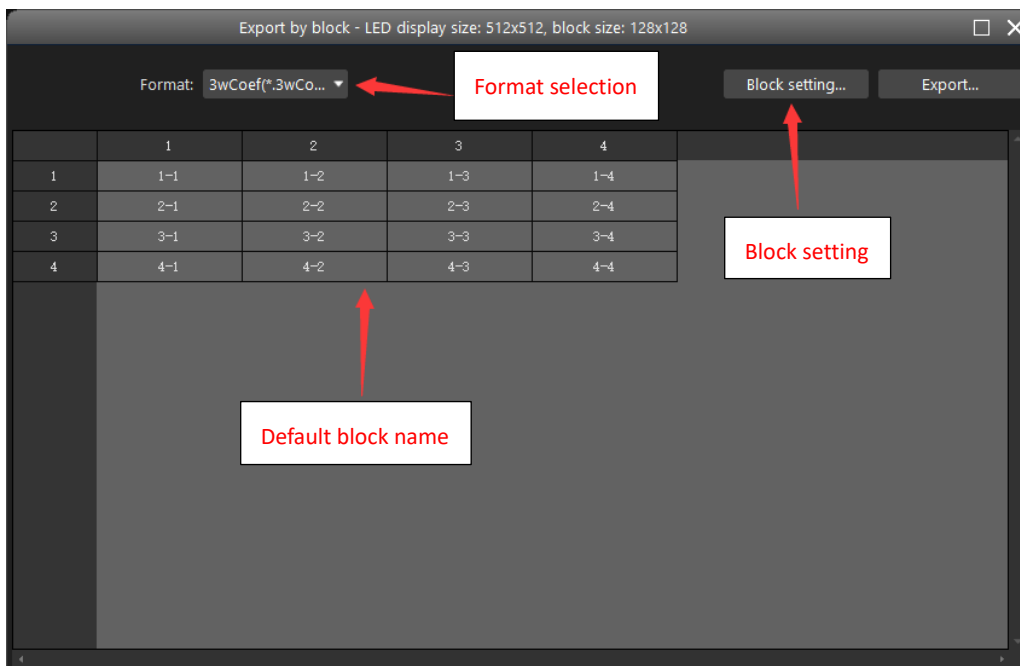 Export by block - LED display size: 512x512, block size: 128x128
Format: 3wCoef(*.3wCo... Format selection Block setting... Export...
1 2 3 4
1 1-1 1-2 1-3 1-4
2 2-1 2-2 2-3 2-4
3 3-1 3-2 3-3 3-4
4 4-1 4-2 4-3 4-4
Block setting
Default block name